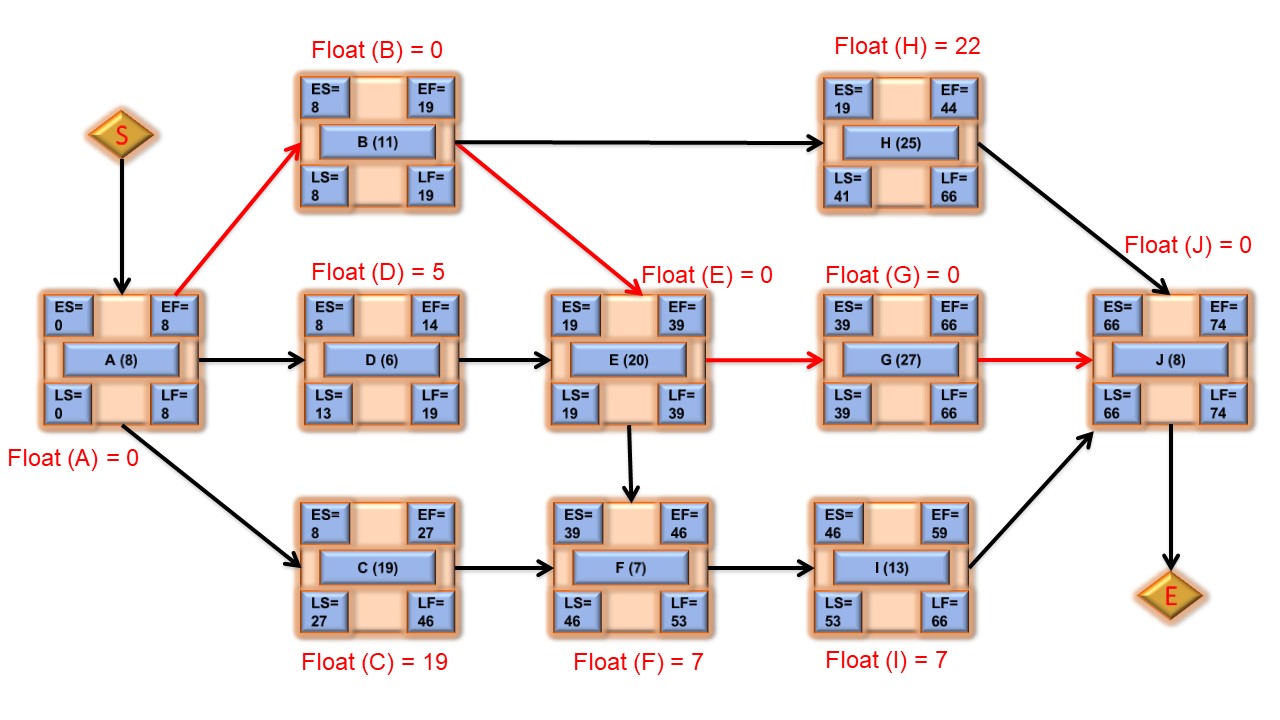 Float (B) = 0
Float (H) = 22
S
ES=
8
EF=
19
B (11)
LS=
8
LF=
19
ES=
19
EF=
44
H (25)
LS=
41
LF=
66
Float (D) = 5
Float (E) = 0
Float (G) = 0
Float (J) = 0
ES=
0
EF=
8
A (8)
LS=
0
LF=
8
ES=
8
EF=
14
D (6)
LS=
13
LF=
19
ES=
19
EF=
39
E (20)
LS=
19
LF=
39
ES=
39
EF=
66
G (27)
LS=
39
LF=
66
ES=
66
EF=
74
J (8)
LS=
66
LF=
74
Float (A) = 0
ES=
8
EF=
27
C (19)
LS=
27
LF=
46
ES=
39
EF=
46
F (7)
LS=
46
LF=
53
ES=
46
EF=
59
I (13)
LS=
53
LF=
66
E
Float (C) = 19
Float (F) = 7
Float (I) = 7